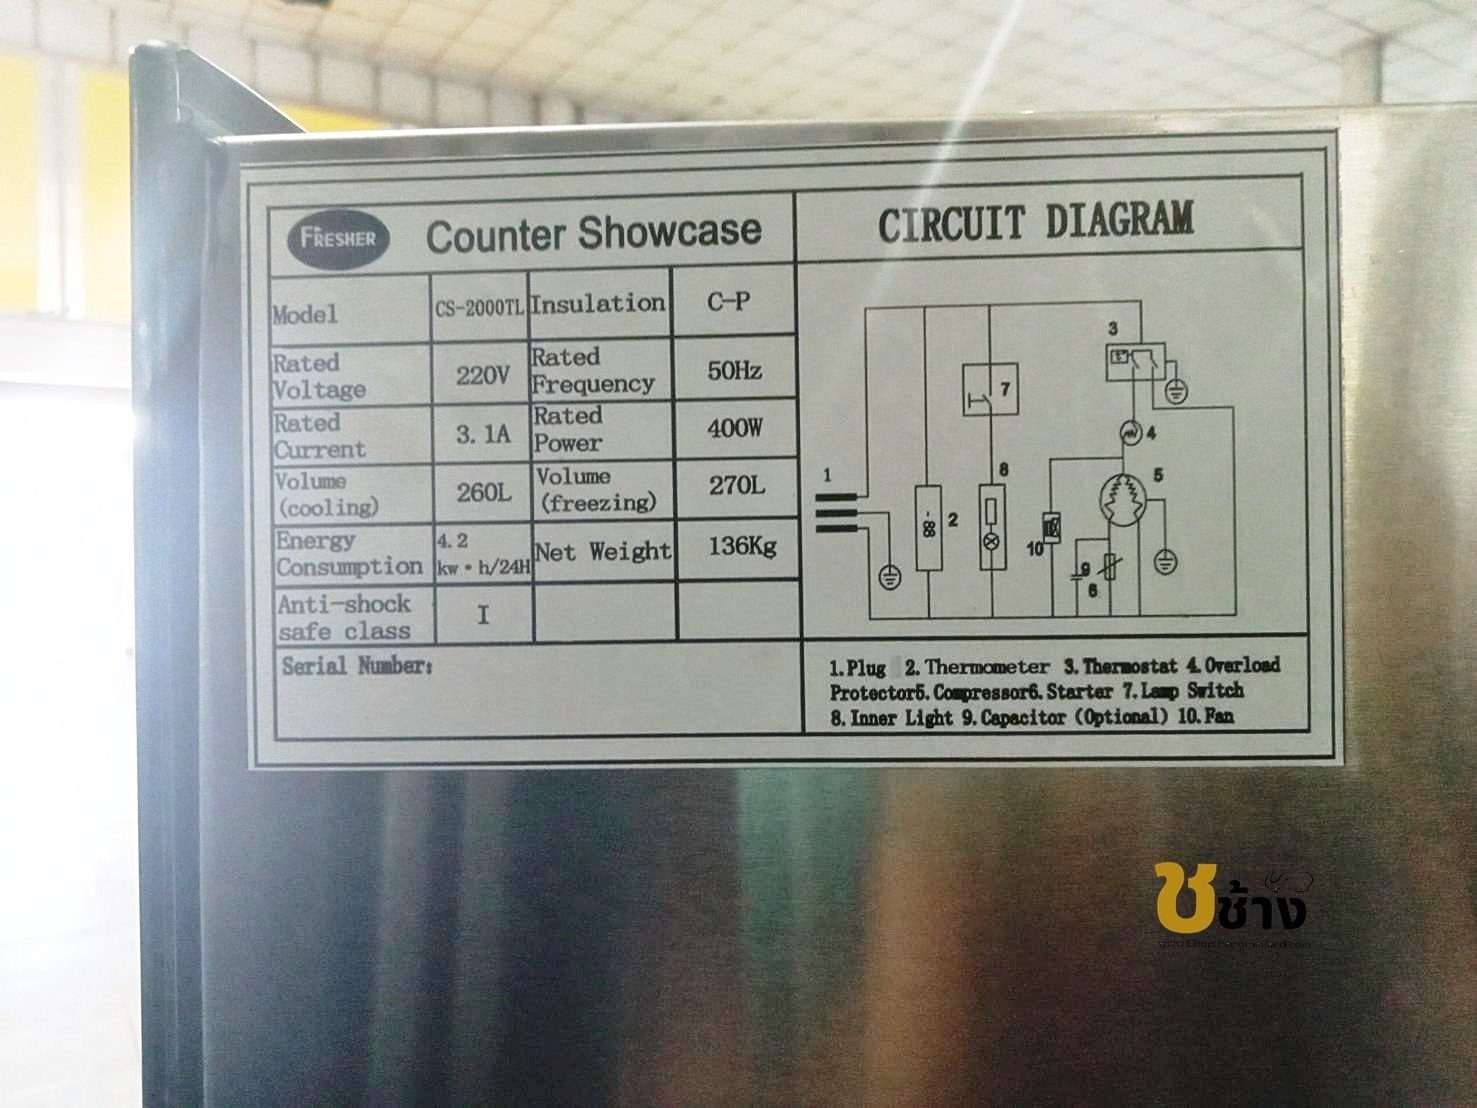 FRESHER
Counter Showcase
Model CS-2000TL Insulation C-P
Rated Voltage 220V Rated Frequency 50Hz
Rated Current 3.1A Rated Power 400W
Volume (cooling) 260L Volume (freezing) 270L
Energy Consumption 4.2 kw·h/24H Net Weight 136Kg
Anti-shock safe class I
Serial Number:
CIRCUIT DIAGRAM
1
2
3
4
5
6
7
8
9
10
1.Plug 2.Thermometer 3.Thermostat 4.Overload
Protector5.Compressor6.Starter 7.Lamp Switch
8.Inner Light 9.Capacitor (Optional) 10.Fan
ช ช้าง
www.Chorchangthailand.com